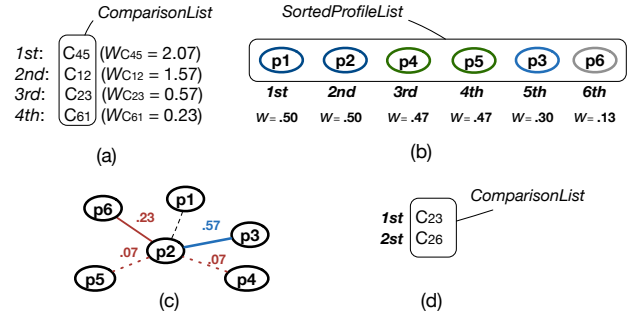 ComparisonList
1st: C45 (WC45 = 2.07)
2nd: C12 (WC12 = 1.57)
3rd: C23 (WC23 = 0.57)
4th: C61 (WC61 = 0.23)
(a)
SortedProfileList
p1 p2 p4 p5 p3 p6
1st 2nd 3rd 4th 5th 6th
W= .50 W= .50 W= .47 W= .47 W= .30 W= .13
(b)
p1
p6
.23
.57
p2
p3
.07
.07
p5
p4
(c)
ComparisonList
1st C23
2st C26
(d)